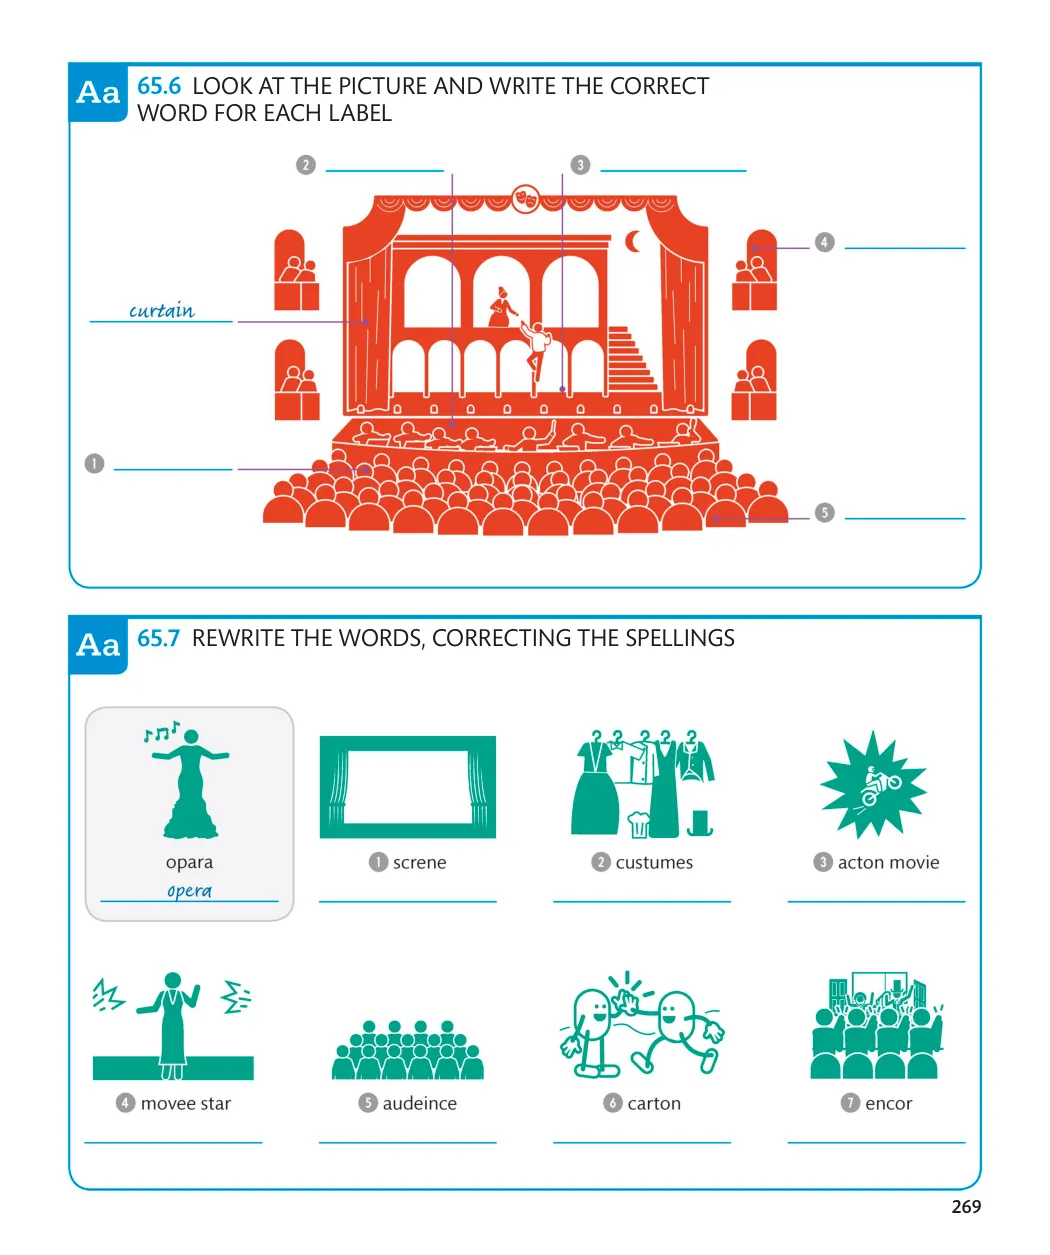 Aa
65.6 LOOK AT THE PICTURE AND WRITE THE CORRECT
WORD FOR EACH LABEL
2
3
4
curtain
1
5
Aa
65.7 REWRITE THE WORDS, CORRECTING THE SPELLINGS
opara
opera
1 screne
2 custumes
3 acton movie
4 movee star
5 audeince
6 carton
7 encor
269